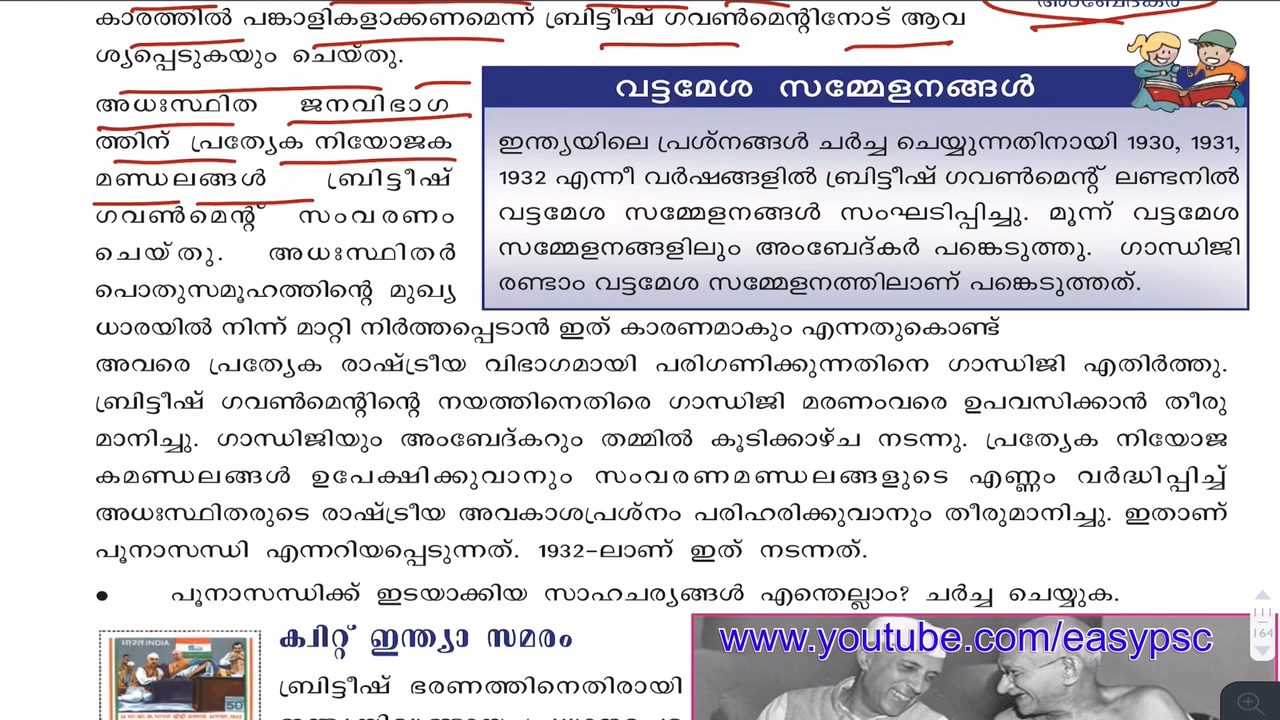 കാരത്തിൽ പങ്കാളികളാക്കണമെന്ന് ബ്രിട്ടീഷ് ഗവൺമെന്റിനോട് ആവ
ശ്യപ്പെടുകയും ചെയ്തു.
അംബേദ്കർ
അധഃസ്ഥിത ജനവിഭാഗ
ത്തിന് പ്രത്യേക നിയോജക
മണ്ഡലങ്ങൾ ബ്രിട്ടീഷ്
ഗവൺമെന്റ് സംവരണം
ചെയ്തു. അധഃസ്ഥിതർ
പൊതുസമൂഹത്തിന്റെ മുഖ്യ
വട്ടമേശ സമ്മേളനങ്ങൾ
ഇന്ത്യയിലെ പ്രശ്നങ്ങൾ ചർച്ച ചെയ്യുന്നതിനായി 1930, 1931,
1932 എന്നീ വർഷങ്ങളിൽ ബ്രിട്ടീഷ് ഗവൺമെന്റ് ലണ്ടനിൽ
വട്ടമേശ സമ്മേളനങ്ങൾ സംഘടിപ്പിച്ചു. മൂന്ന് വട്ടമേശ
സമ്മേളനങ്ങളിലും അംബേദ്കർ പങ്കെടുത്തു. ഗാന്ധിജി
രണ്ടാം വട്ടമേശ സമ്മേളനത്തിലാണ് പങ്കെടുത്തത്.
ധാരയിൽ നിന്ന് മാറ്റി നിർത്തപ്പെടാൻ ഇത് കാരണമാകും എന്നതുകൊണ്ട്
അവരെ പ്രത്യേക രാഷ്ട്രീയ വിഭാഗമായി പരിഗണിക്കുന്നതിനെ ഗാന്ധിജി എതിർത്തു.
ബ്രിട്ടീഷ് ഗവൺമെന്റിന്റെ നയത്തിനെതിരെ ഗാന്ധിജി മരണംവരെ ഉപവസിക്കാൻ തീരു
മാനിച്ചു. ഗാന്ധിജിയും അംബേദ്കറും തമ്മിൽ കൂടിക്കാഴ്ച നടന്നു. പ്രത്യേക നിയോജ
കമണ്ഡലങ്ങൾ ഉപേക്ഷിക്കുവാനും സംവരണമണ്ഡലങ്ങളുടെ എണ്ണം വർദ്ധിപ്പിച്ച്
അധഃസ്ഥിതരുടെ രാഷ്ട്രീയ അവകാശപ്രശ്നം പരിഹരിക്കുവാനും തീരുമാനിച്ചു. ഇതാണ്
പൂനാസന്ധി എന്നറിയപ്പെടുന്നത്. 1932-ലാണ് ഇത് നടന്നത്.
• പൂനാസന്ധിക്ക് ഇടയാക്കിയ സാഹചര്യങ്ങൾ എന്തെല്ലാം? ചർച്ച ചെയ്യുക.
111
164
भारत INDIA
50
ക്വിറ്റ് ഇന്ത്യാ സമരം
ബ്രിട്ടീഷ് ഭരണത്തിനെതിരായി
www.youtube.com/easypsc